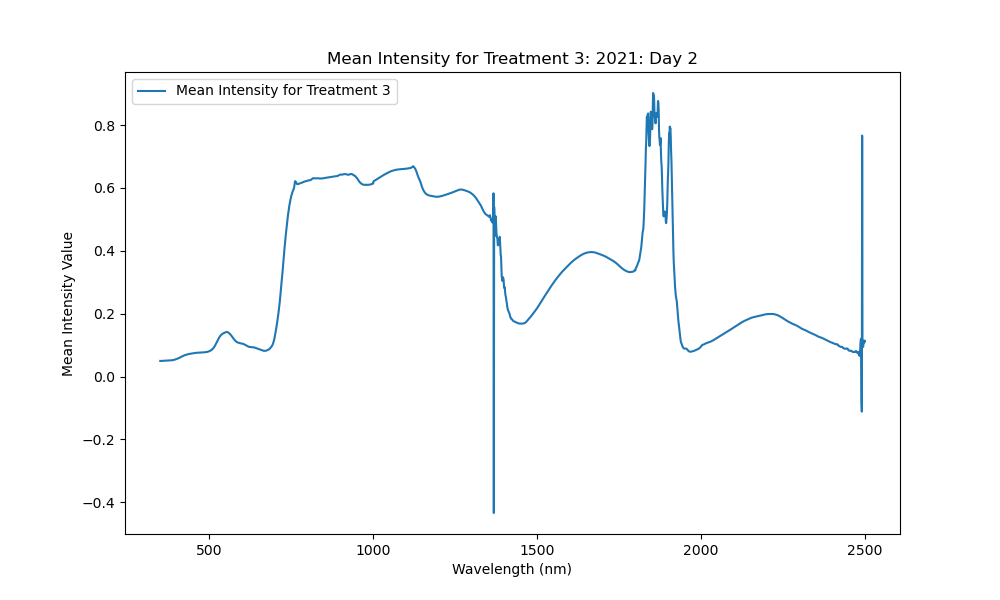 Mean Intensity for Treatment 3: 2021: Day 2
Mean Intensity for Treatment 3
Mean Intensity Value
0.8
0.6
0.4
0.2
0.0
−0.2
−0.4
500 1000 1500 2000 2500
Wavelength (nm)